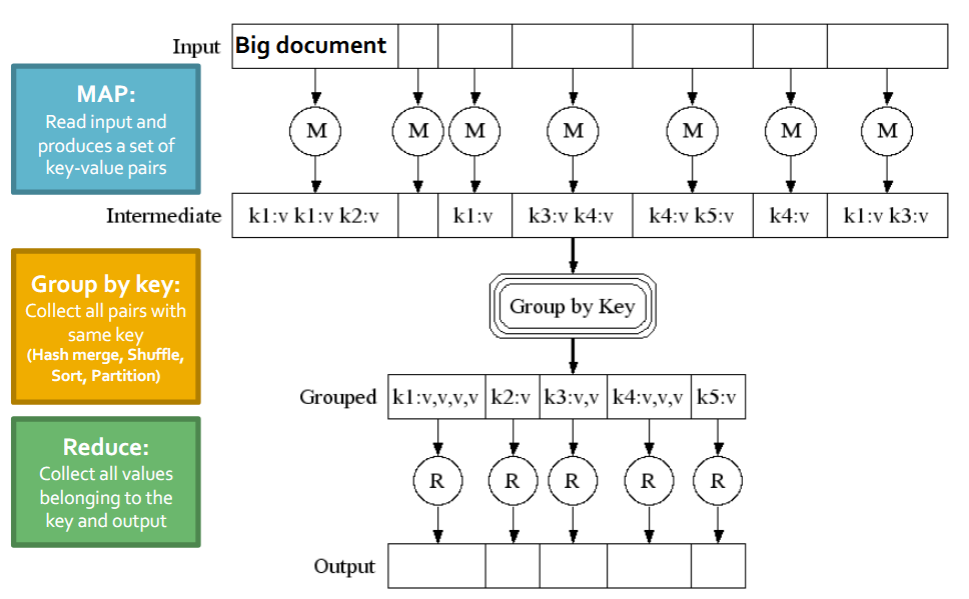 Input
Big document
MAP:
Read input and
produces a set of
key-value pairs
M
M
M
M
M
M
M
Intermediate
k1:v k1:v k2:v
k1:v
k3:v k4:v
k4:v k5:v
k4:v
k1:v k3:v
Group by key:
Collect all pairs with
same key
(Hash merge, Shuffle,
Sort, Partition)
Group by Key
Grouped
k1:v,v,v,v
k2:v
k3:v,v
k4:v,v,v
k5:v
Reduce:
Collect all values
belonging to the
key and output
R
R
R
R
R
Output